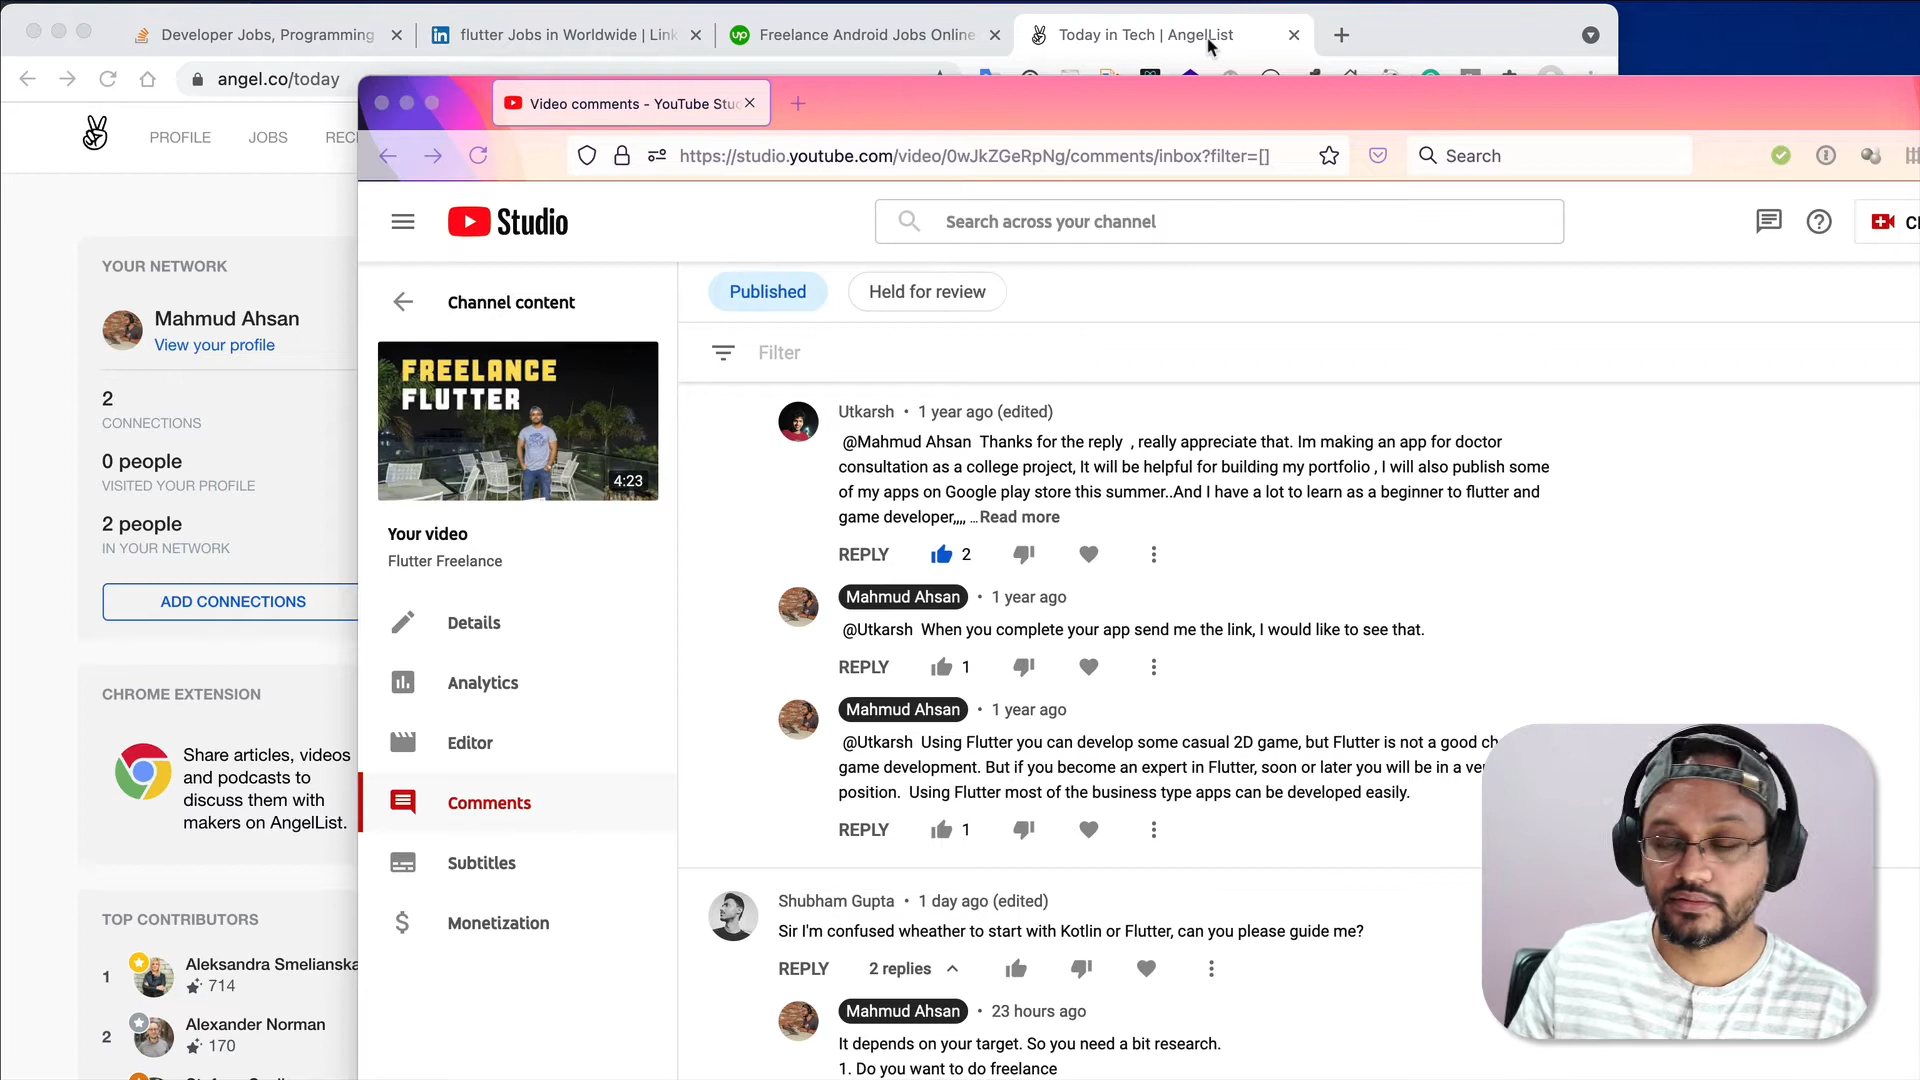 Developer Jobs, Programming
flutter Jobs in Worldwide | Link
Freelance Android Jobs Online
Today in Tech | AngelList
angel.co/today
PROFILE
JOBS
YOUR NETWORK
Mahmud Ahsan
View your profile
2
CONNECTIONS
0 people
VISITED YOUR PROFILE
2 people
IN YOUR NETWORK
ADD CONNECTIONS
CHROME EXTENSION
Share articles, videos
and podcasts to
discuss them with
makers on AngelList.
TOP CONTRIBUTORS
1
Aleksandra Smelianska
714
2
Alexander Norman
170
Video comments - YouTube Stu
https://studio.youtube.com/video/0wJkZGeRpNg/comments/inbox?filter=[]
Search
Studio
Search across your channel
Channel content
FREELANCE
FLUTTER
4:23
Your video
Flutter Freelance
Details
Analytics
Editor
Comments
Subtitles
Monetization
Published
Held for review
Filter
Utkarsh • 1 year ago (edited)
@Mahmud Ahsan Thanks for the reply , really appreciate that. Im making an app for doctor
consultation as a college project, It will be helpful for building my portfolio , I will also publish some
of my apps on Google play store this summer..And I have a lot to learn as a beginner to flutter and
game developer,,,, ...Read more
REPLY 2
Mahmud Ahsan • 1 year ago
@Utkarsh When you complete your app send me the link, I would like to see that.
REPLY 1
Mahmud Ahsan • 1 year ago
@Utkarsh Using Flutter you can develop some casual 2D game, but Flutter is not a good
game development. But if you become an expert in Flutter, soon or later you will be in a
position. Using Flutter most of the business type apps can be developed easily.
REPLY 1
Shubham Gupta • 1 day ago (edited)
Sir I'm confused wheather to start with Kotlin or Flutter, can you please guide me?
REPLY 2 replies
Mahmud Ahsan • 23 hours ago
It depends on your target. So you need a bit research.
1. Do you want to do freelance